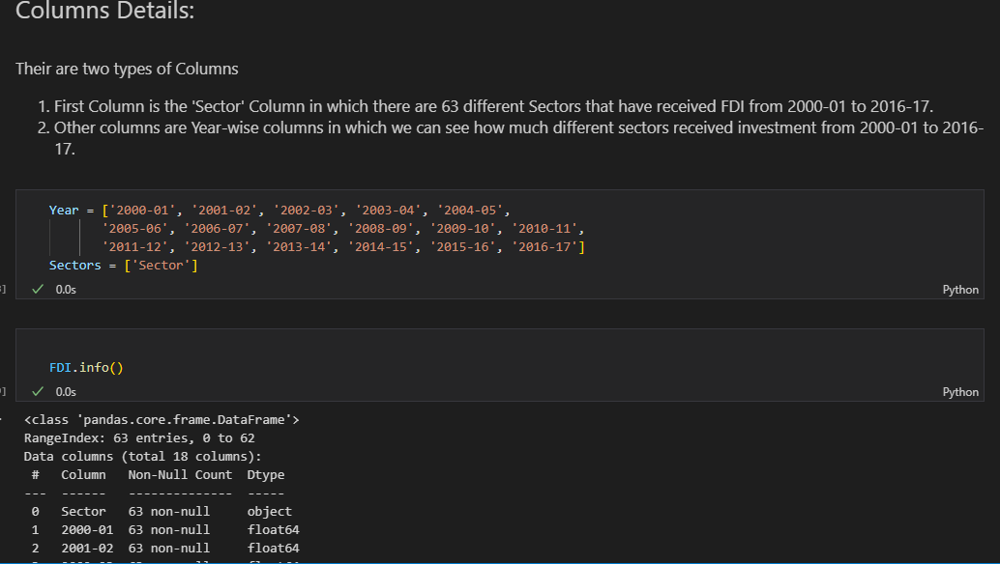 Columns Details:
Their are two types of Columns
1. First Column is the 'Sector' Column in which there are 63 different Sectors that have received FDI from 2000-01 to 2016-17.
2. Other columns are Year-wise columns in which we can see how much different sectors received investment from 2000-01 to 2016-
17.
Year = ['2000-01', '2001-02', '2002-03', '2003-04', '2004-05',
'2005-06', '2006-07', '2007-08', '2008-09', '2009-10', '2010-11',
'2011-12', '2012-13', '2013-14', '2014-15', '2015-16', '2016-17']
Sectors = ['Sector']
] ✓ 0.0s Python
FDI.info()
] ✓ 0.0s Python
<class 'pandas.core.frame.DataFrame'>
RangeIndex: 63 entries, 0 to 62
Data columns (total 18 columns):
# Column Non-Null Count Dtype
--- ------ -------------- -----
0 Sector 63 non-null object
1 2000-01 63 non-null float64
2 2001-02 63 non-null float64